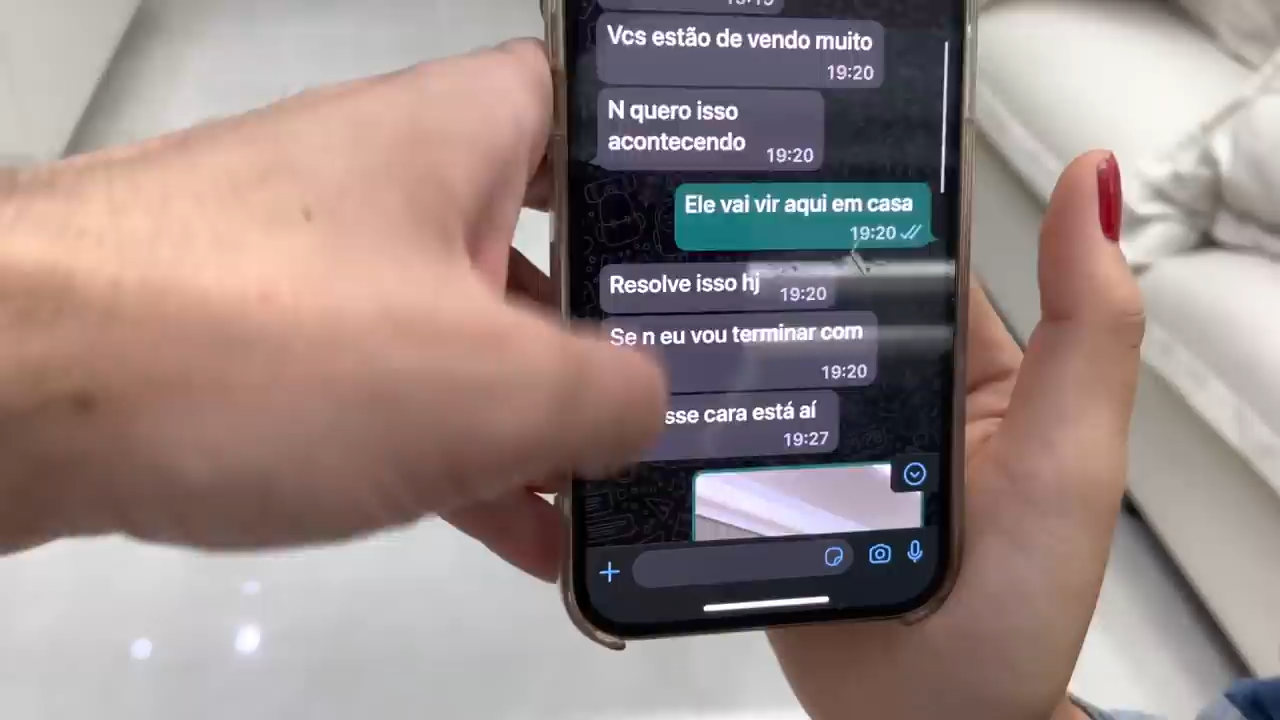 Vcs estão de vendo muito
19:20
N quero isso
acontecendo
19:20
Ele vai vir aqui em casa
19:20
Resolve isso hj
19:20
Se n eu vou terminar com
19:20
cara está aí
19:27